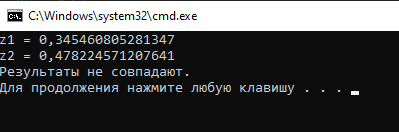 C:\Windows\system32\cmd.exe
z1 = 0,345460805281347
z2 = 0,478224571207641
Результаты не совпадают.
Для продолжения нажмите любую клавишу . . .